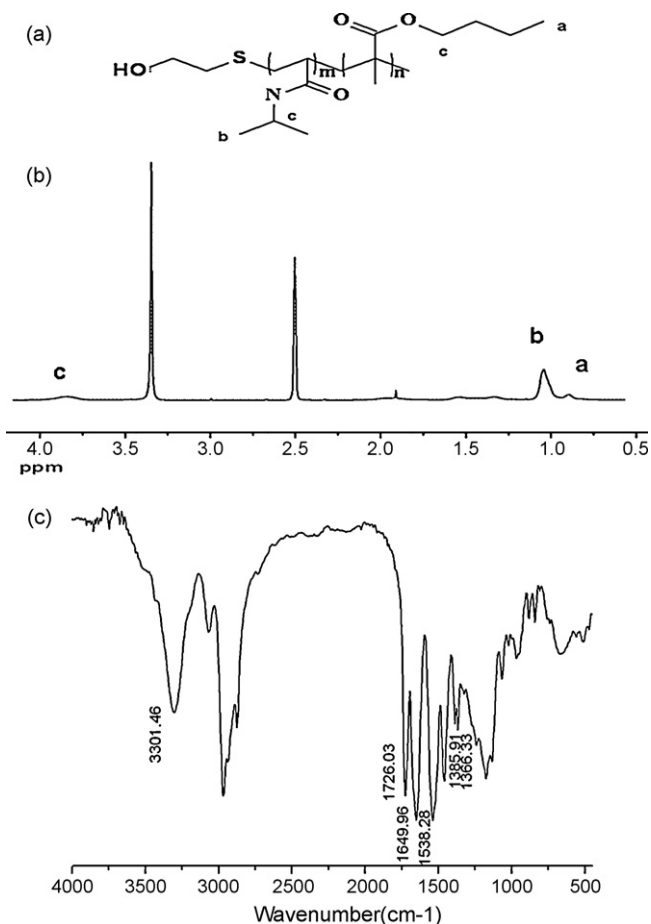 (a)
O
O
a
c
HO
S
m
n
N
O
c
b
(b)
c
b
a
4.0 3.5 3.0 2.5 2.0 1.5 1.0 0.5
ppm
(c)
3301.46
1726.03
1649.96
1538.28
1385.91
1366.33
4000 3500 3000 2500 2000 1500 1000 500
Wavenumber(cm-1)